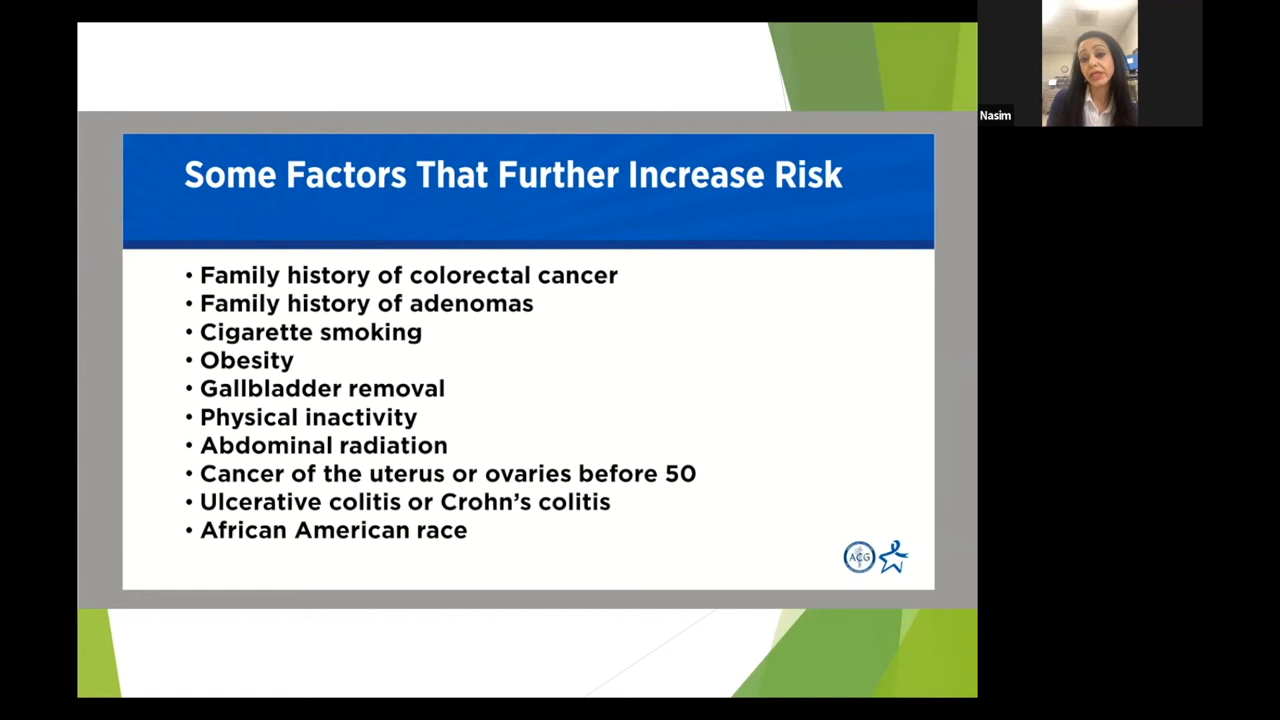 Some Factors That Further Increase Risk
• Family history of colorectal cancer
• Family history of adenomas
• Cigarette smoking
• Obesity
• Gallbladder removal
• Physical inactivity
• Abdominal radiation
• Cancer of the uterus or ovaries before 50
• Ulcerative colitis or Crohn’s colitis
• African American race
ACG
Nasim